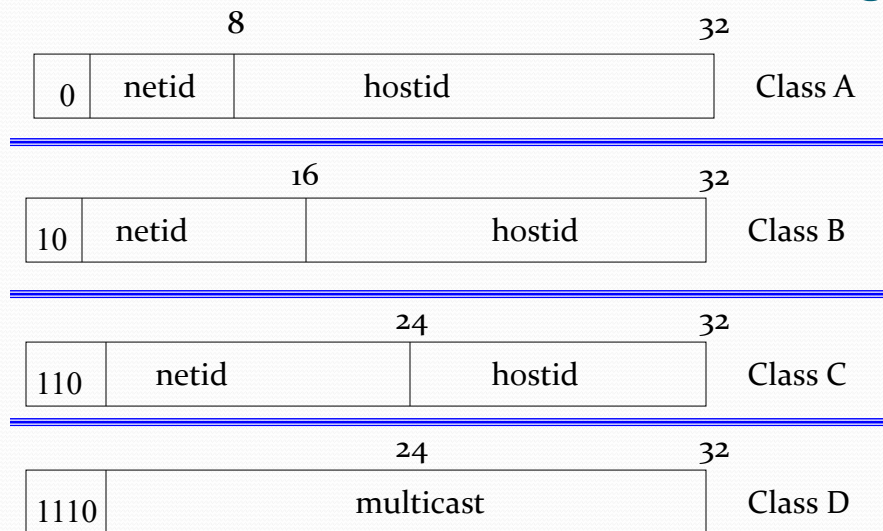 8 32
0 netid hostid Class A
16 32
10 netid hostid Class B
24 32
110 netid hostid Class C
24 32
1110 multicast Class D